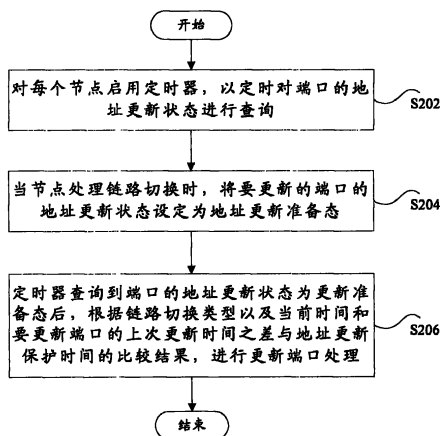 开始
对每个节点启用定时器，以定时对端口的地
址更新状态进行查询
S202
当节点处理链路切换时，将要更新的端口的
地址更新状态设定为地址更新准备态
S204
定时器查询到端口的地址更新状态为更新准
备态后，根据链路切换类型以及当前时间和
要更新端口的上次更新时间之差与地址更新
保护时间的比较结果，进行更新端口处理
S206
结束